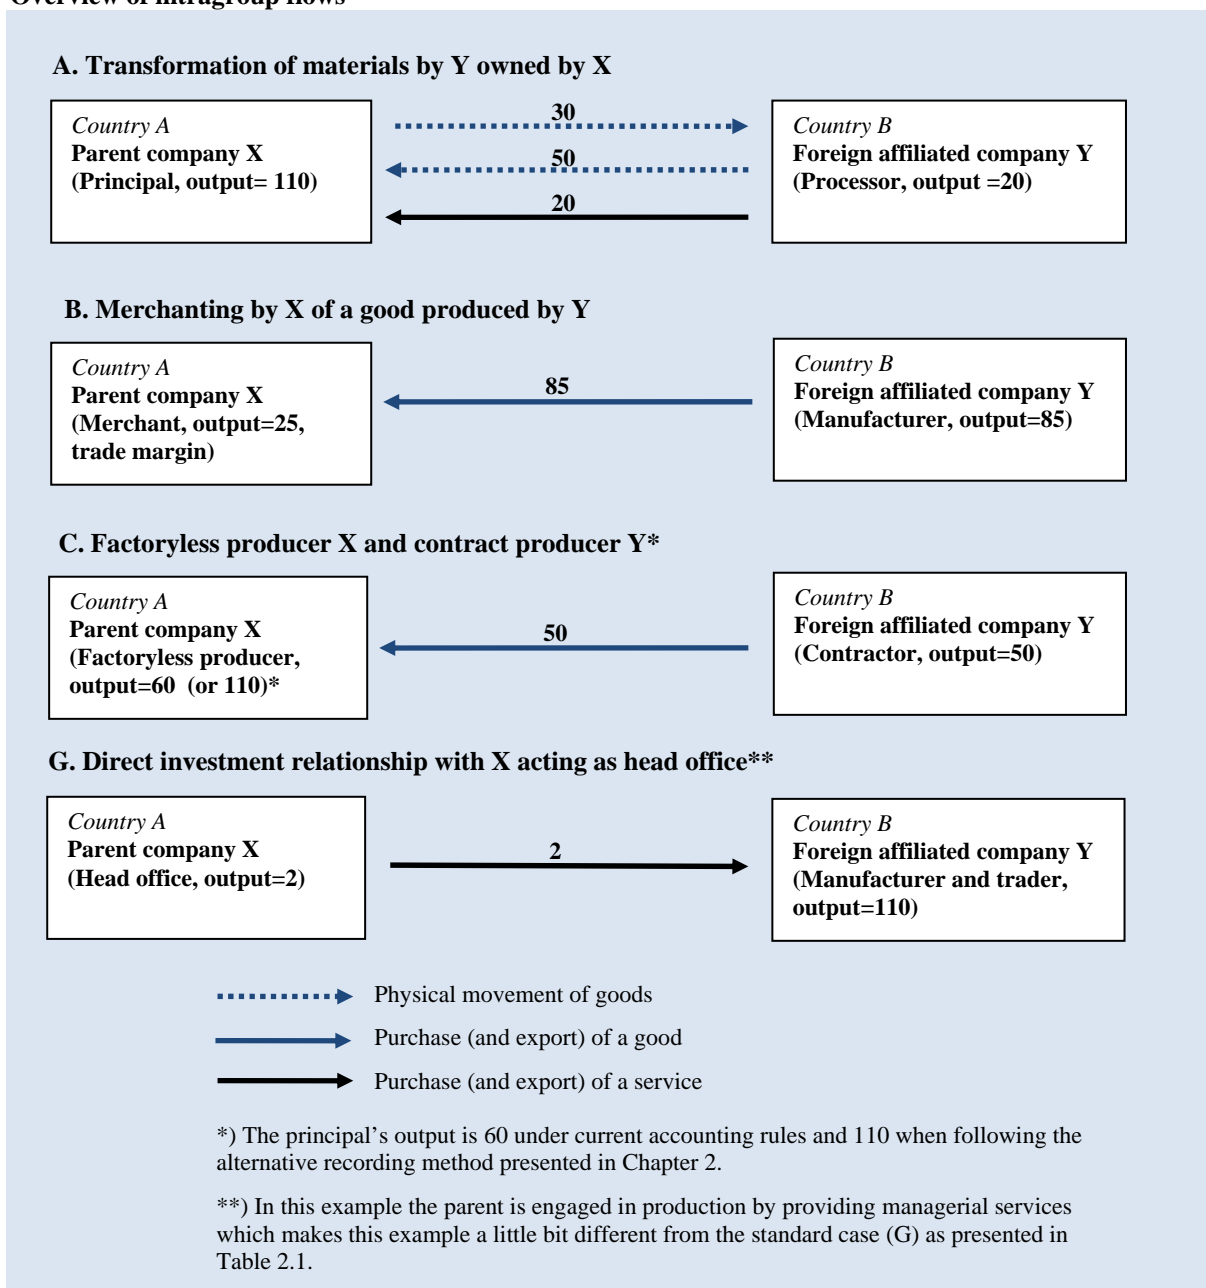 Overview of intragroup flows
A. Transformation of materials by Y owned by X
Country A
Parent company X
(Principal, output= 110)
30
50
20
Country B
Foreign affiliated company Y
(Processor, output =20)
B. Merchanting by X of a good produced by Y
Country A
Parent company X
(Merchant, output=25,
trade margin)
85
Country B
Foreign affiliated company Y
(Manufacturer, output=85)
C. Factoryless producer X and contract producer Y*
Country A
Parent company X
(Factoryless producer,
output=60 (or 110)*
50
Country B
Foreign affiliated company Y
(Contractor, output=50)
G. Direct investment relationship with X acting as head office**
Country A
Parent company X
(Head office, output=2)
2
Country B
Foreign affiliated company Y
(Manufacturer and trader,
output=110)
Physical movement of goods
Purchase (and export) of a good
Purchase (and export) of a service
*) The principal’s output is 60 under current accounting rules and 110 when following the
alternative recording method presented in Chapter 2.
**) In this example the parent is engaged in production by providing managerial services
which makes this example a little bit different from the standard case (G) as presented in
Table 2.1.